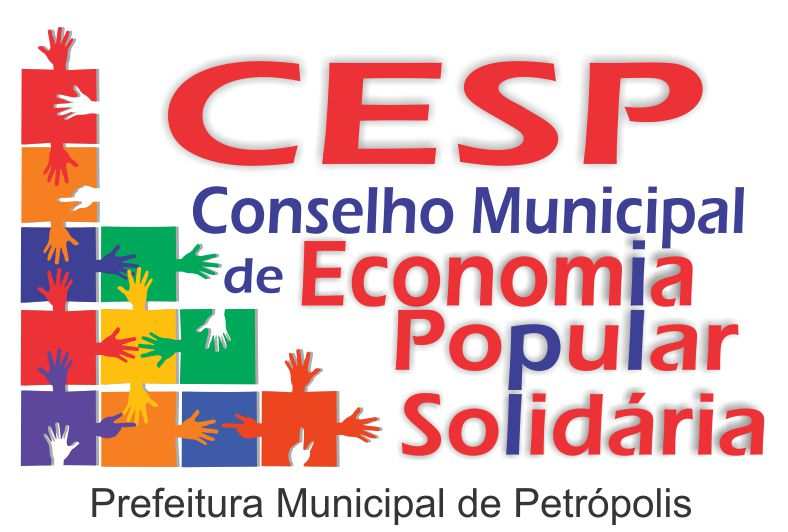 CESP
Conselho Municipal
de Economia
Popular
Solidária
Prefeitura Municipal de Petrópolis